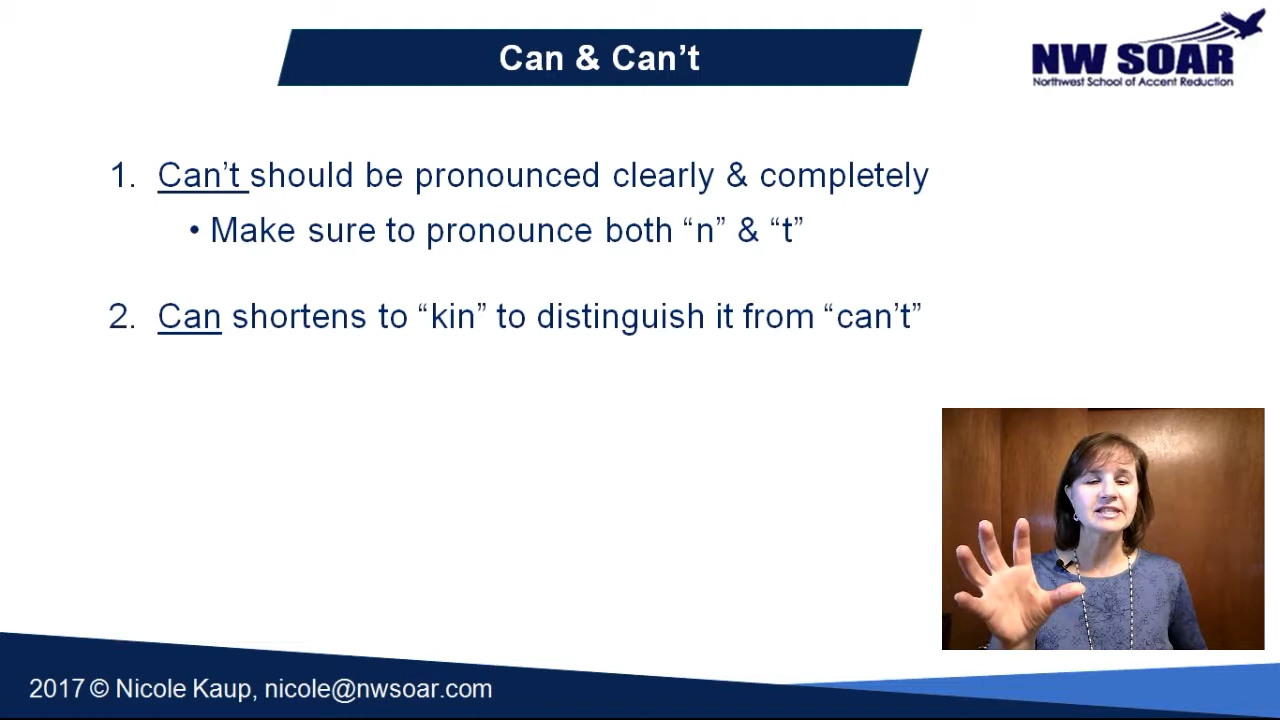 Can & Can’t
NW SOAR
Northwest School of Accent Reduction
1. Can’t should be pronounced clearly & completely
• Make sure to pronounce both “n” & “t”
2. Can shortens to “kin” to distinguish it from “can’t”
2017 © Nicole Kaup, nicole@nwsoar.com